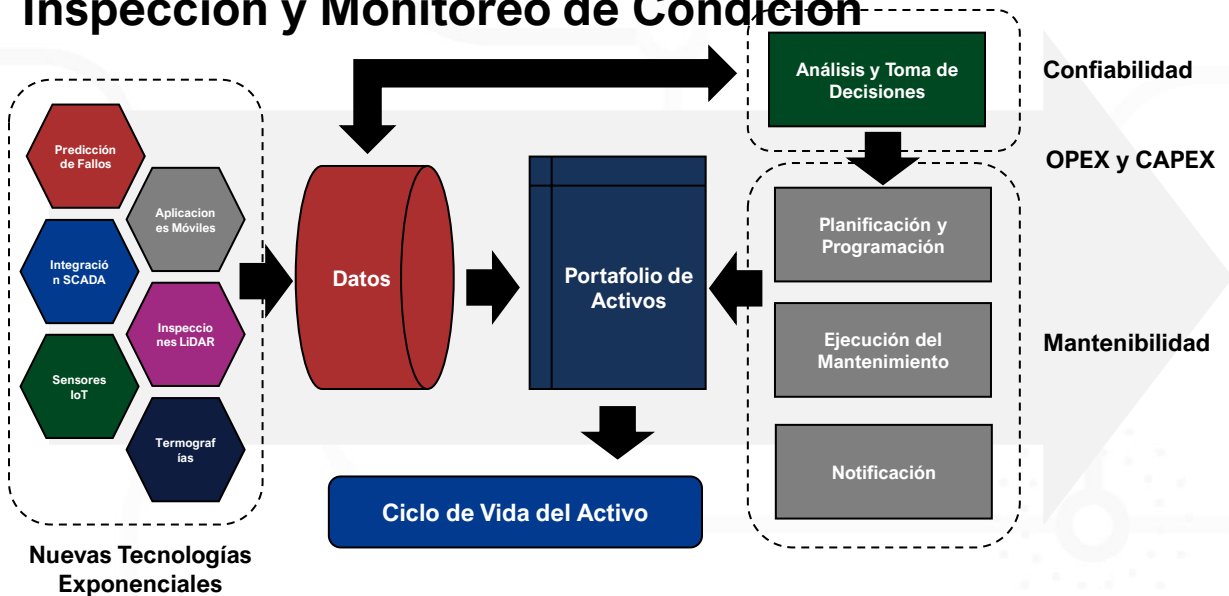 Inspección y Monitoreo de Condición
Predicción
de Fallos
Aplicacion
es Móviles
Integració
n SCADA
Inspeccio
nes LiDAR
Sensores
IoT
Termograf
ías
Nuevas Tecnologías
Exponenciales
Datos
Portafolio de
Activos
Ciclo de Vida del Activo
Análisis y Toma de
Decisiones
Planificación y
Programación
Ejecución del
Mantenimiento
Notificación
Confiabilidad
OPEX y CAPEX
Mantenibilidad